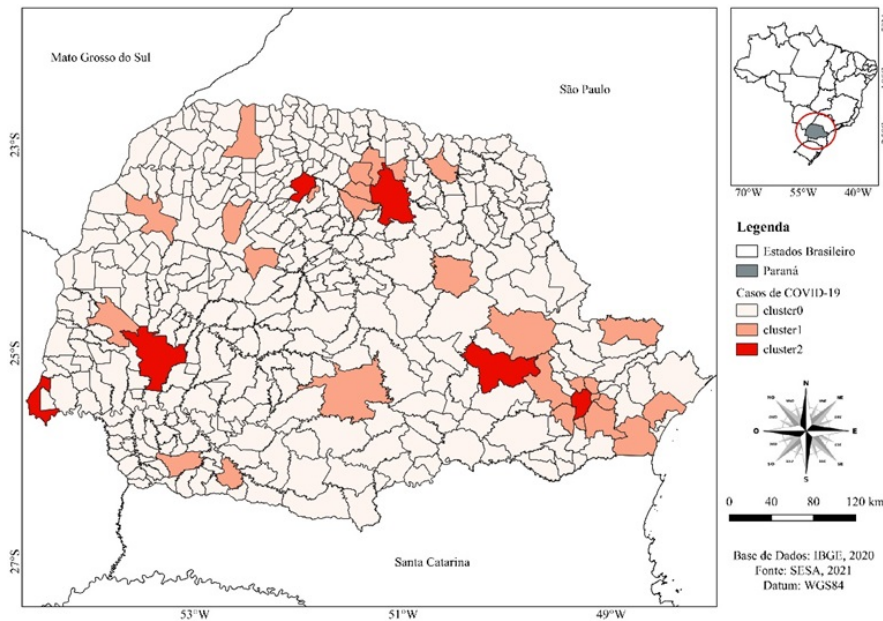 Mato Grosso do Sul
São Paulo
23°S
25°S
27°S
Santa Catarina
53°W
51°W
49°W
70°W
55°W
40°W
Legenda
Estados Brasileiro
Paraná
Casos de COVID-19
cluster0
cluster1
cluster2
N
O
E
S
0
40
80
120 km
Base de Dados: IBGE, 2020
Fonte: SESA, 2021
Datum: WGS84